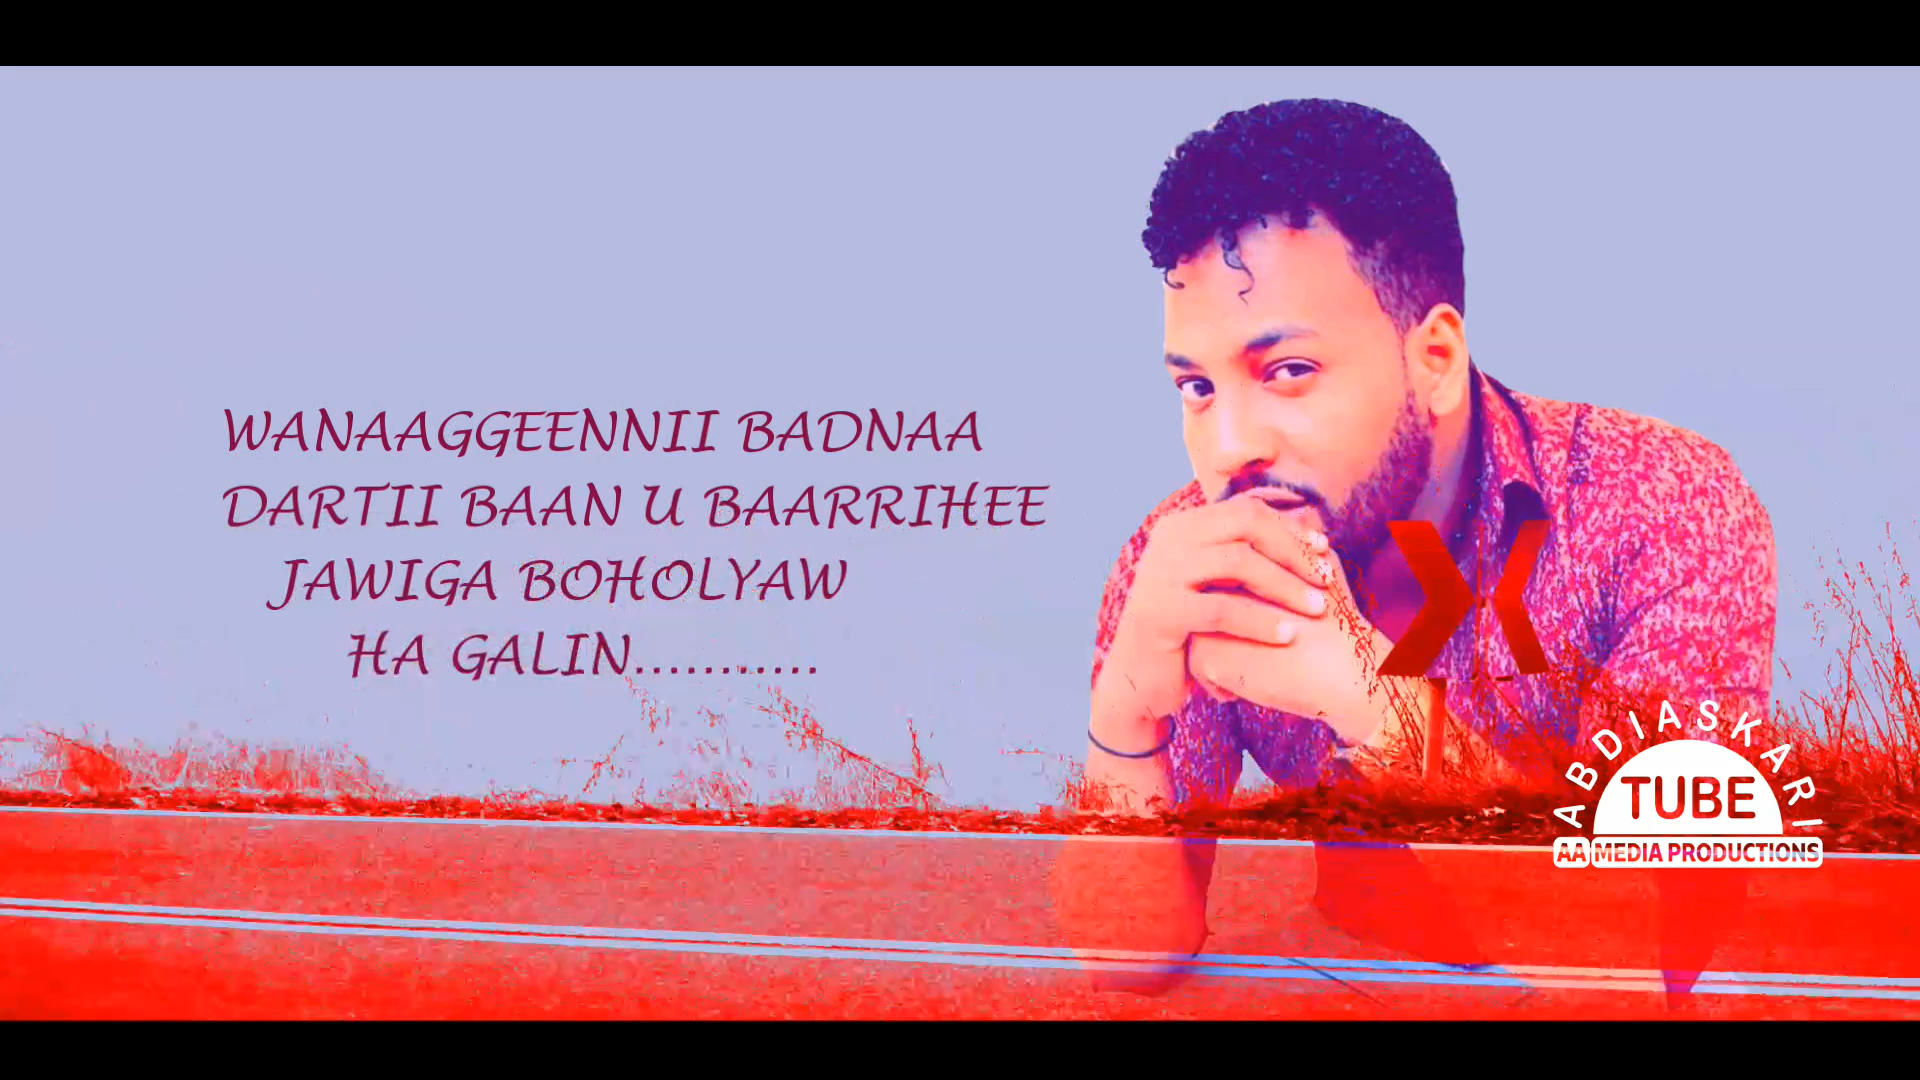 WANAAGGEENNII BADNAA
DARTII BAAN U BAARRIHEE
JAWIGA BOHOLYAW
HA GALIN...........
ABDIASKARI
TUBE
AA MEDIA PRODUCTIONS